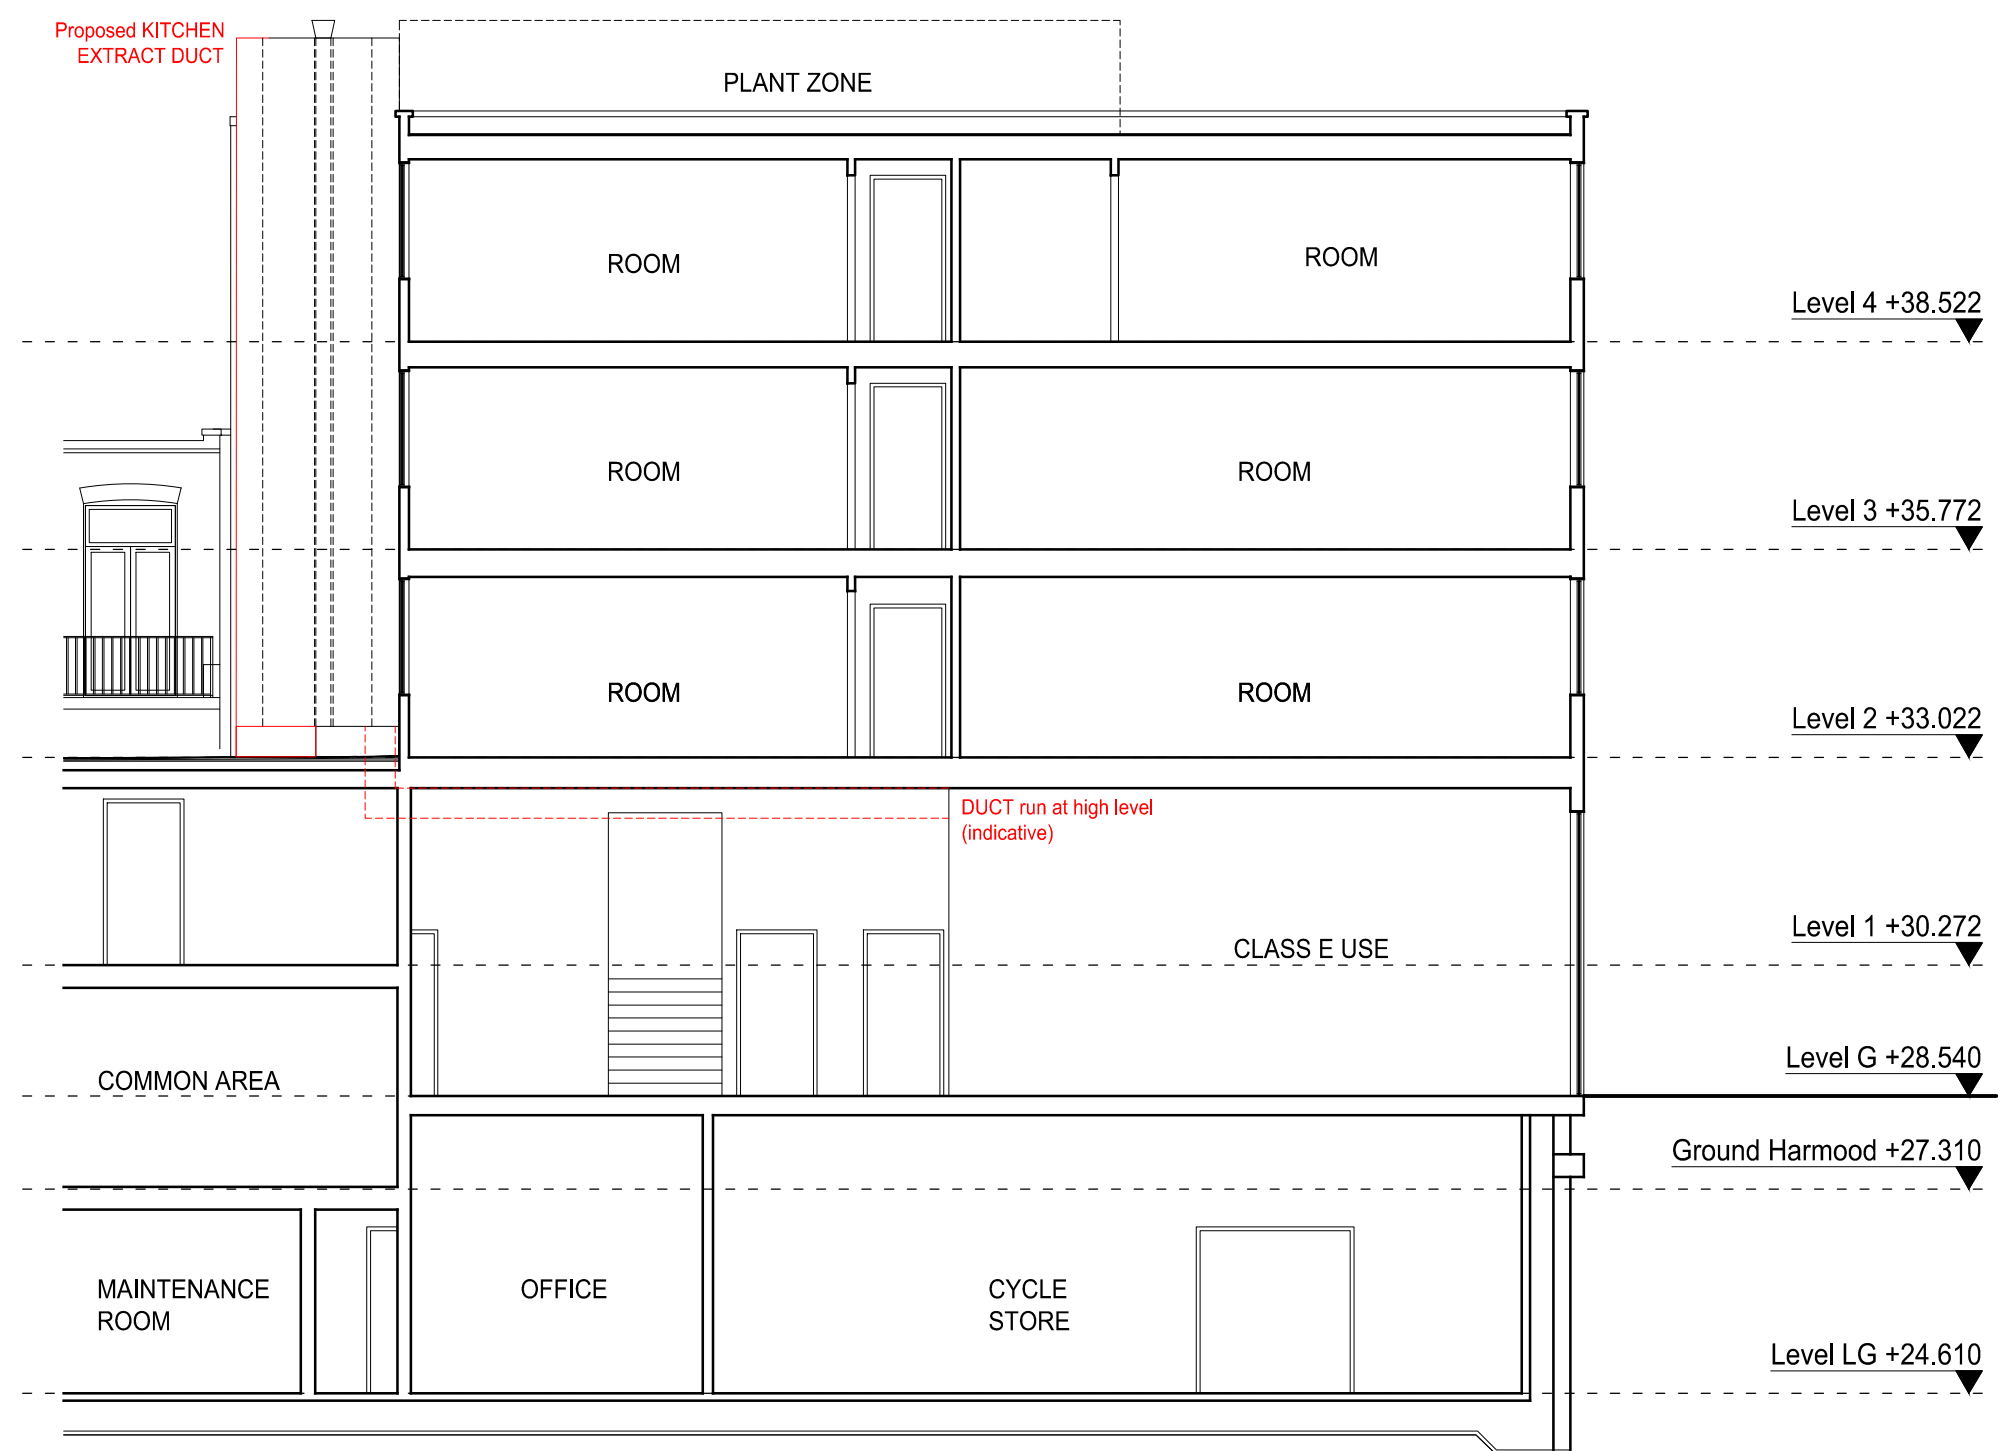 Proposed KITCHEN
EXTRACT DUCT
PLANT ZONE
ROOM
ROOM
Level 4 +38.522
ROOM
ROOM
Level 3 +35.772
ROOM
ROOM
Level 2 +33.022
DUCT run at high level
(indicative)
CLASS E USE
Level 1 +30.272
COMMON AREA
Level G +28.540
Ground Harmood +27.310
MAINTENANCE
ROOM
OFFICE
CYCLE
STORE
Level LG +24.610